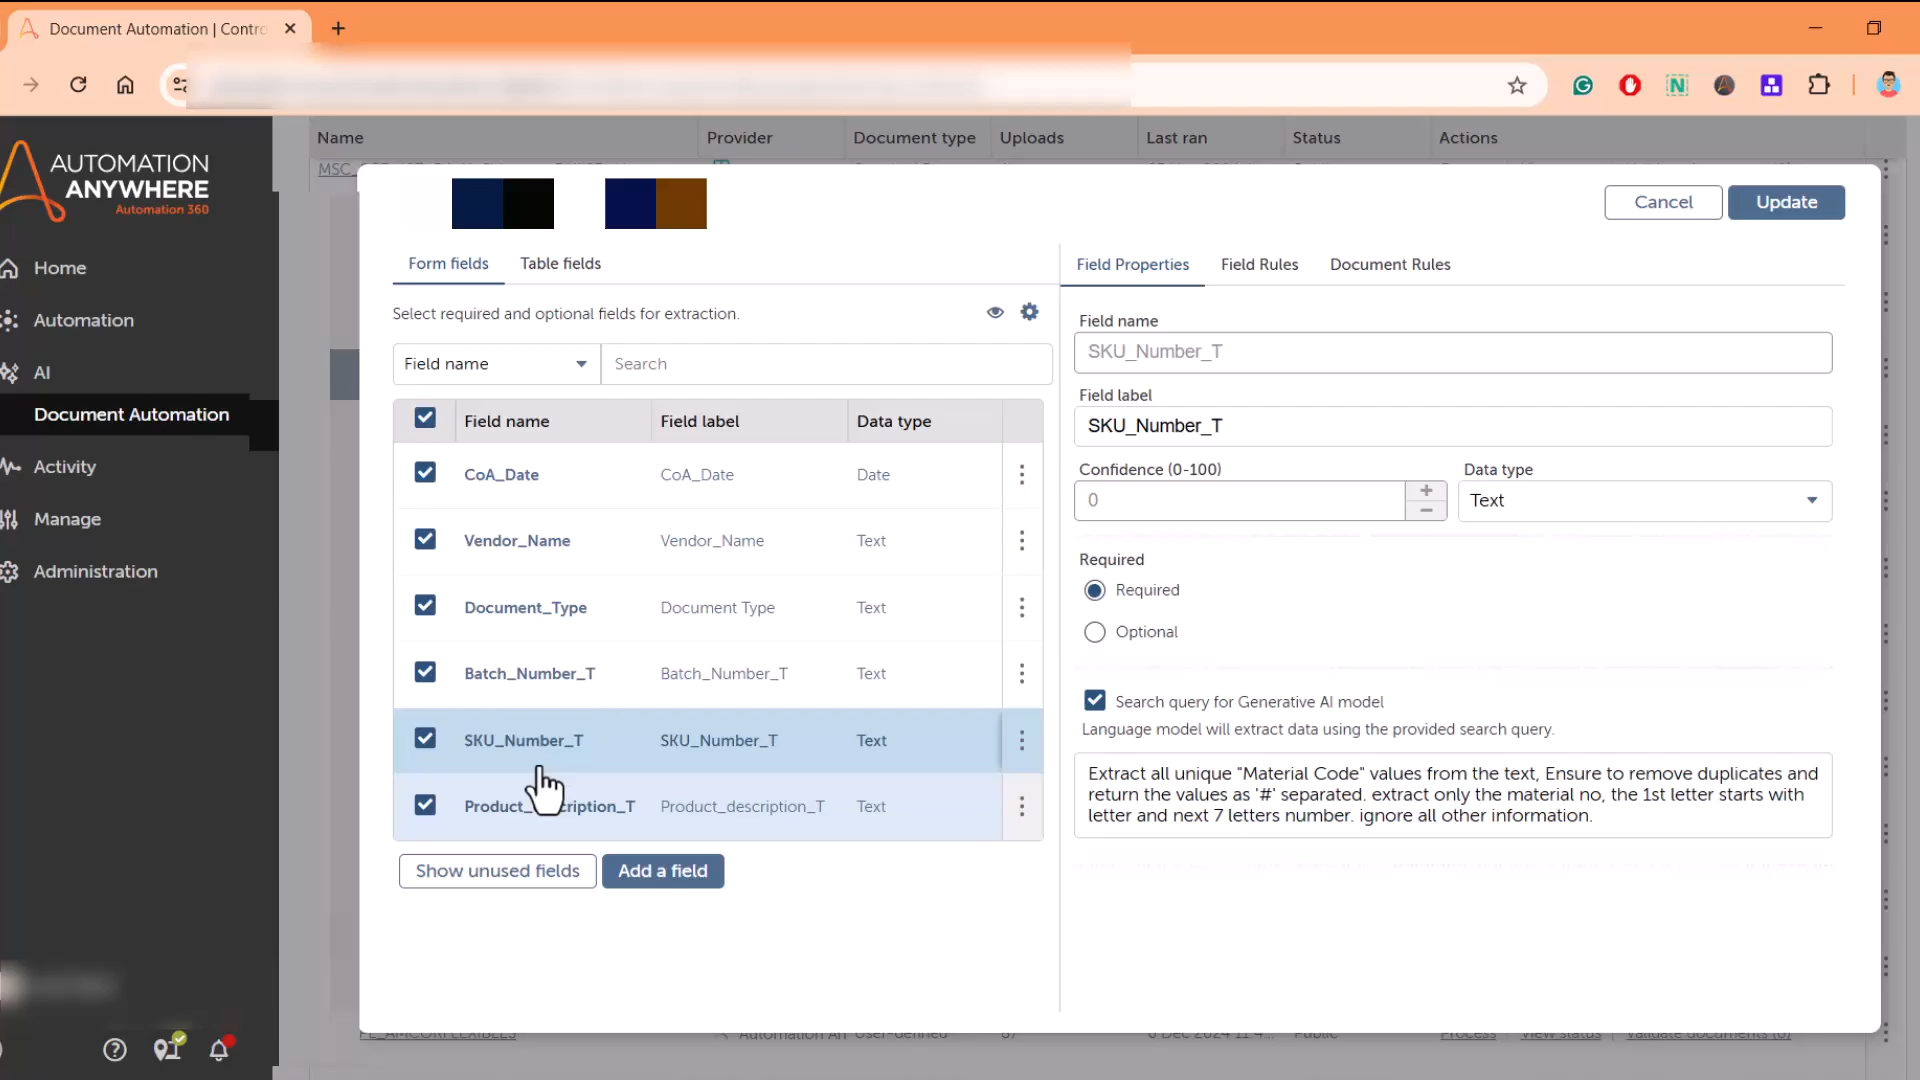 Document Automation | Contro
AUTOMATION
ANYWHERE
Automation 360
Home
Automation
AI
Document Automation
Activity
Manage
Administration
Name Provider Document type Uploads Last ran Status Actions
Cancel Update
Form fields Table fields
Select required and optional fields for extraction.
Field name Search
Field name Field label Data type
CoA_Date CoA_Date Date
Vendor_Name Vendor_Name Text
Document_Type Document Type Text
Batch_Number_T Batch_Number_T Text
SKU_Number_T SKU_Number_T Text
Product_ cription_T Product_description_T Text
Show unused fields Add a field
Field Properties Field Rules Document Rules
Field name
SKU_Number_T
Field label
SKU_Number_T
Confidence (0-100) Data type
0 Text
Required
Required
Optional
Search query for Generative AI model
Language model will extract data using the provided search query.
Extract all unique "Material Code" values from the text, Ensure to remove duplicates and
return the values as '#' separated. extract only the material no, the 1st letter starts with
letter and next 7 letters number. ignore all other information.